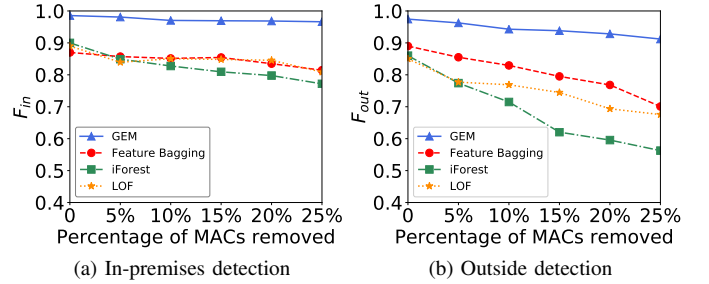 1.0
0.9
0.8
0.7
0.6
0.5
0.4
F_in
GEM
Feature Bagging
iForest
LOF
0 5% 10% 15% 20% 25%
Percentage of MACs removed
(a) In-premises detection
1.0
0.9
0.8
0.7
0.6
0.5
0.4
F_out
GEM
Feature Bagging
iForest
LOF
0 5% 10% 15% 20% 25%
Percentage of MACs removed
(b) Outside detection